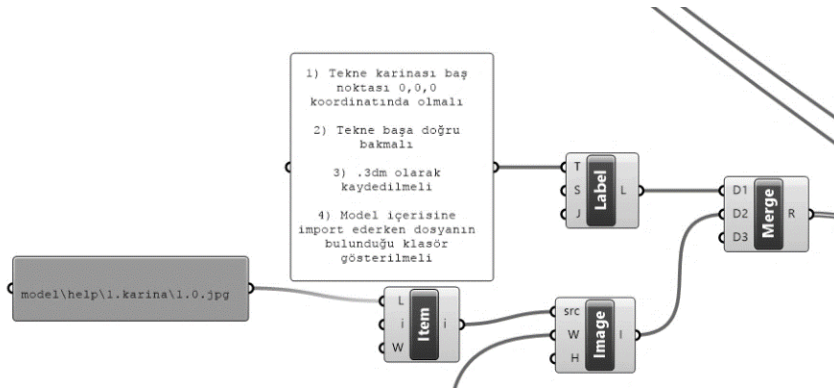 1) Tekne karinası baş
noktası 0,0,0
koordinatında olmalı
2) Tekne başa doğru
bakmalı
3) .3dm olarak
kaydedilmeli
4) Model içerisine
import ederken dosyanın
bulunduğu klasör
gösterilmeli
T
S
J
Label
L
D1
D2
D3
Merge
R
model\help\1.karina\1.0.jpg
L
i
W
Item
i
src
W
H
Image
I